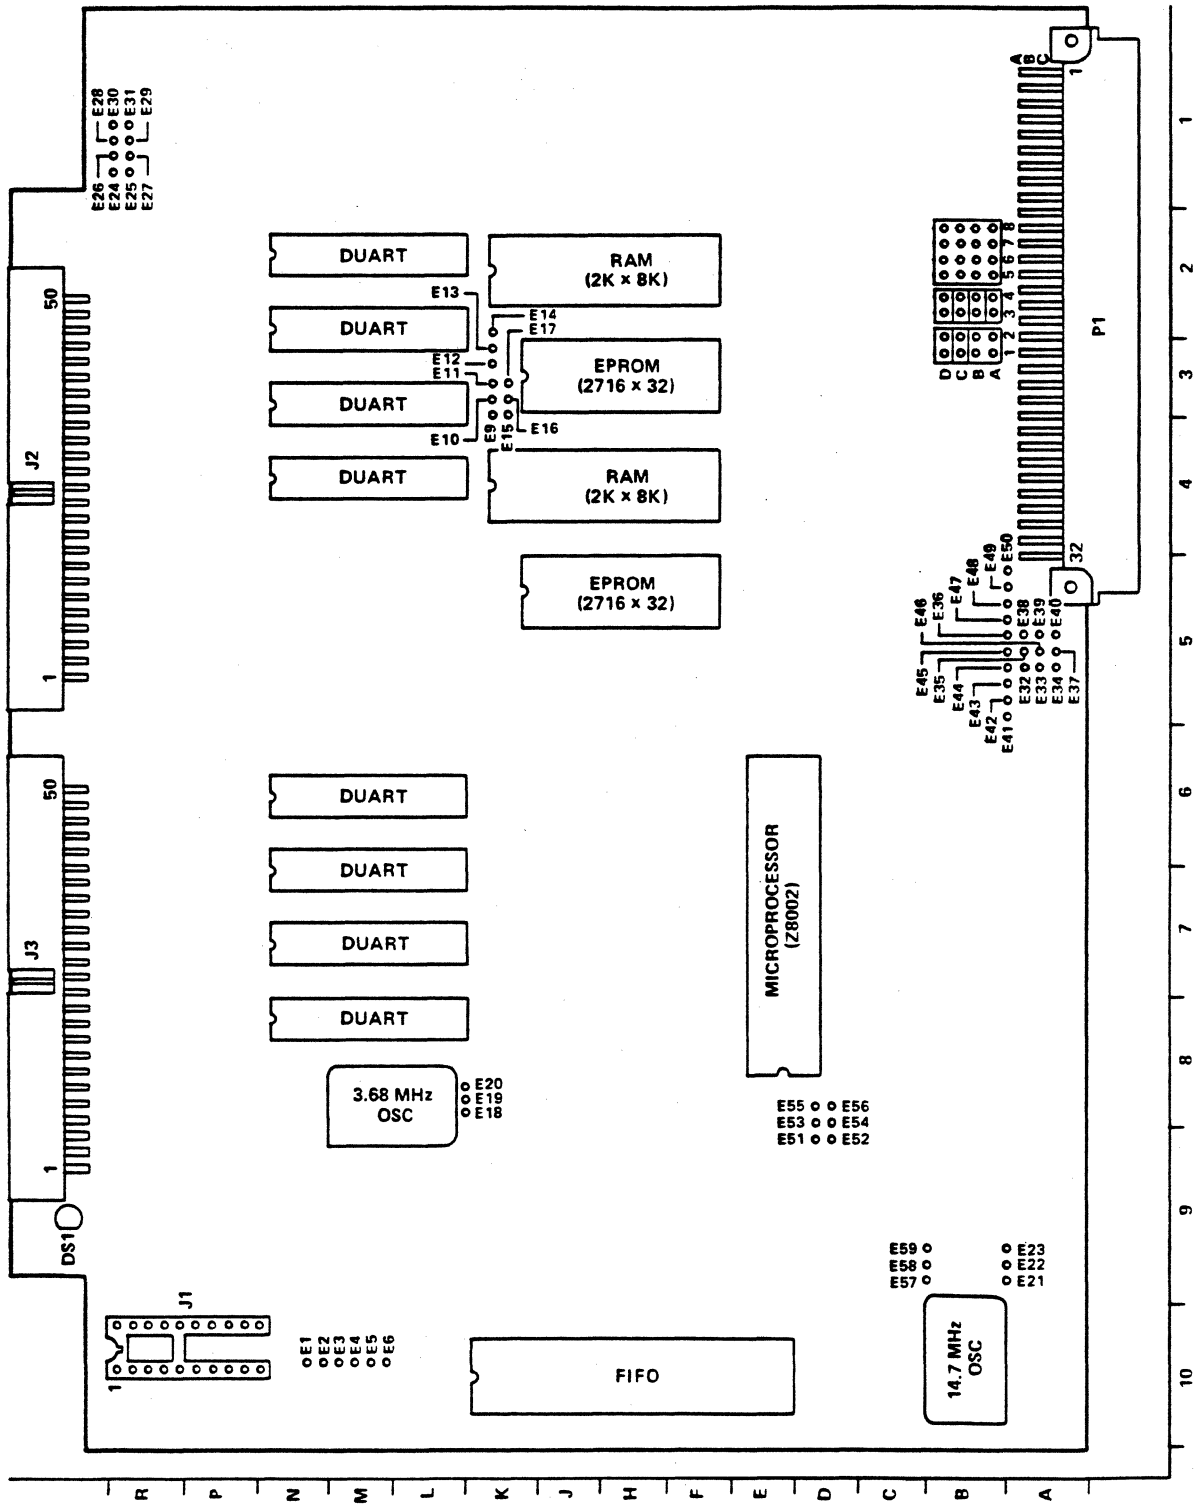 E26
E24
E25
E27
E28
E30
E31
E29
A
B
C
1
P1
32
J2
50
1
J3
50
1
DS1
J1
1
DUART
DUART
DUART
DUART
RAM
(2K × 8K)
EPROM
(2716 × 32)
RAM
(2K × 8K)
EPROM
(2716 × 32)
E13
E14
E17
E12
E11
E10
E9
E15
E16
D
C
B
A
1
2
3
4
5
6
7
8
E50
E49
E48
E47
E36
E46
E38
E39
E40
E45
E35
E44
E43
E42
E41
E32
E33
E34
E37
DUART
DUART
DUART
DUART
MICROPROCESSOR
(Z8002)
3.68 MHz
OSC
E20
E19
E18
E55
E56
E53
E54
E51
E52
E59
E58
E57
E23
E22
E21
E1
E2
E3
E4
E5
E6
FIFO
14.7 MHz
OSC
1
2
3
4
5
6
7
8
9
10
R
P
N
M
L
K
J
H
F
E
D
C
B
A